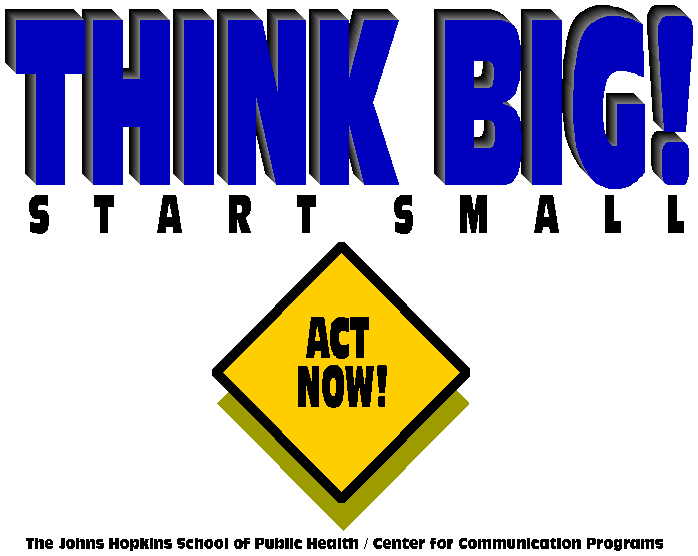 THINK BIG!
START SMALL
ACT
NOW!
The Johns Hopkins School of Public Health / Center for Communication Programs